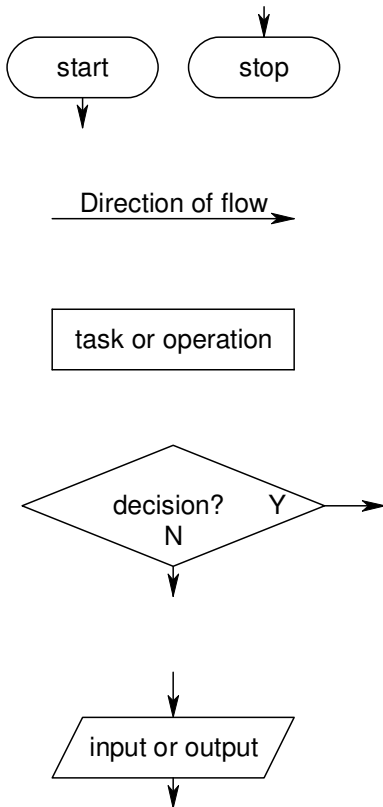 start stop
Direction of flow
task or operation
decision? Y
N
input or output